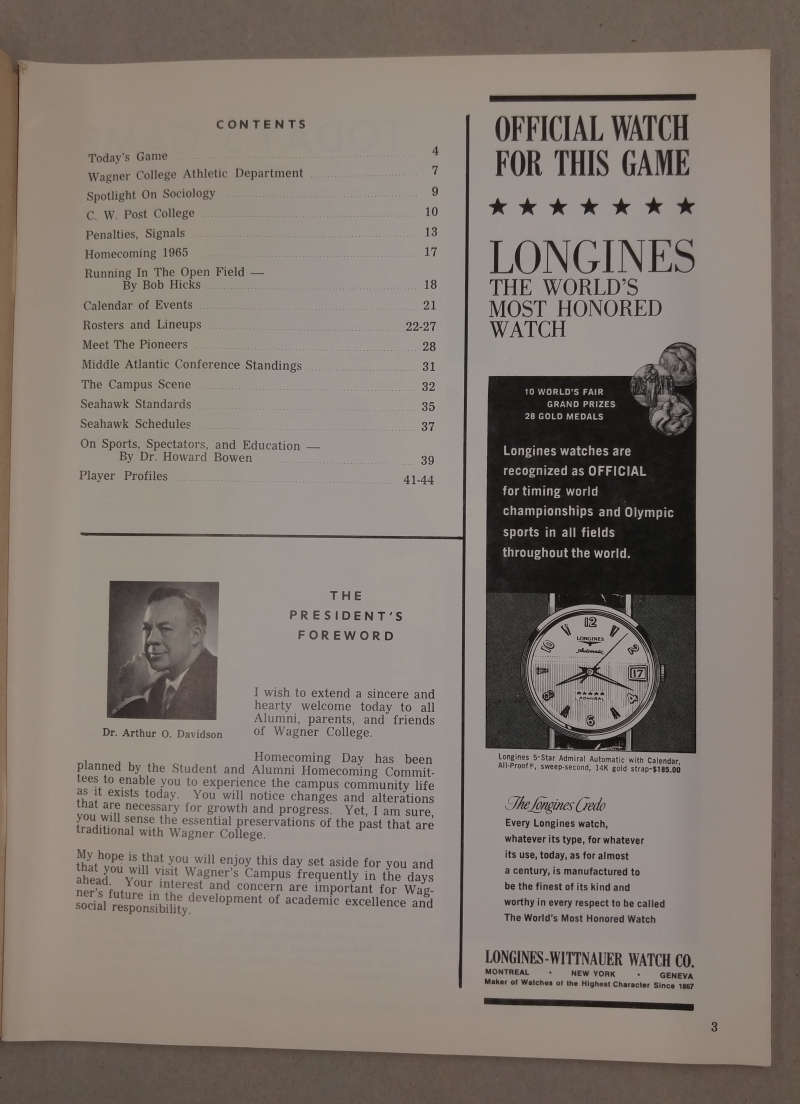 CONTENTS
Today's Game 4
Wagner College Athletic Department 7
Spotlight On Sociology 9
C. W. Post College 10
Penalties, Signals 13
Homecoming 1965 17
Running In The Open Field —
By Bob Hicks 18
Calendar of Events 21
Rosters and Lineups 22-27
Meet The Pioneers 28
Middle Atlantic Conference Standings 31
The Campus Scene 32
Seahawk Standards 35
Seahawk Schedules 37
On Sports, Spectators, and Education —
By Dr. Howard Bowen 39
Player Profiles 41-44
THE
PRESIDENT'S
FOREWORD
Dr. Arthur O. Davidson
I wish to extend a sincere and
hearty welcome today to all
Alumni, parents, and friends
of Wagner College.
Homecoming Day has been
planned by the Student and Alumni Homecoming Commit-
tees to enable you to experience the campus community life
as it exists today. You will notice changes and alterations
that are necessary for growth and progress. Yet, I am sure,
you will sense the essential preservations of the past that are
traditional with Wagner College.
My hope is that you will enjoy this day set aside for you and
that you will visit Wagner's Campus frequently in the days
ahead. Your interest and concern are important for Wag-
ner's future in the development of academic excellence and
social responsibility.
OFFICIAL WATCH
FOR THIS GAME
LONGINES
THE WORLD'S
MOST HONORED
WATCH
10 WORLD'S FAIR
GRAND PRIZES
28 GOLD MEDALS
Longines watches are
recognized as OFFICIAL
for timing world
championships and Olympic
sports in all fields
throughout the world.
12
LONGINES
Automatic
10
2
17
8
4
ADMIRAL
6
Longines 5-Star Admiral Automatic with Calendar,
All-Proof®, sweep-second, 14K gold strap-$185.00
The Longines Credo
Every Longines watch,
whatever its type, for whatever
its use, today, as for almost
a century, is manufactured to
be the finest of its kind and
worthy in every respect to be called
The World's Most Honored Watch
LONGINES-WITTNAUER WATCH CO.
MONTREAL • NEW YORK • GENEVA
Maker of Watches of the Highest Character Since 1867
3